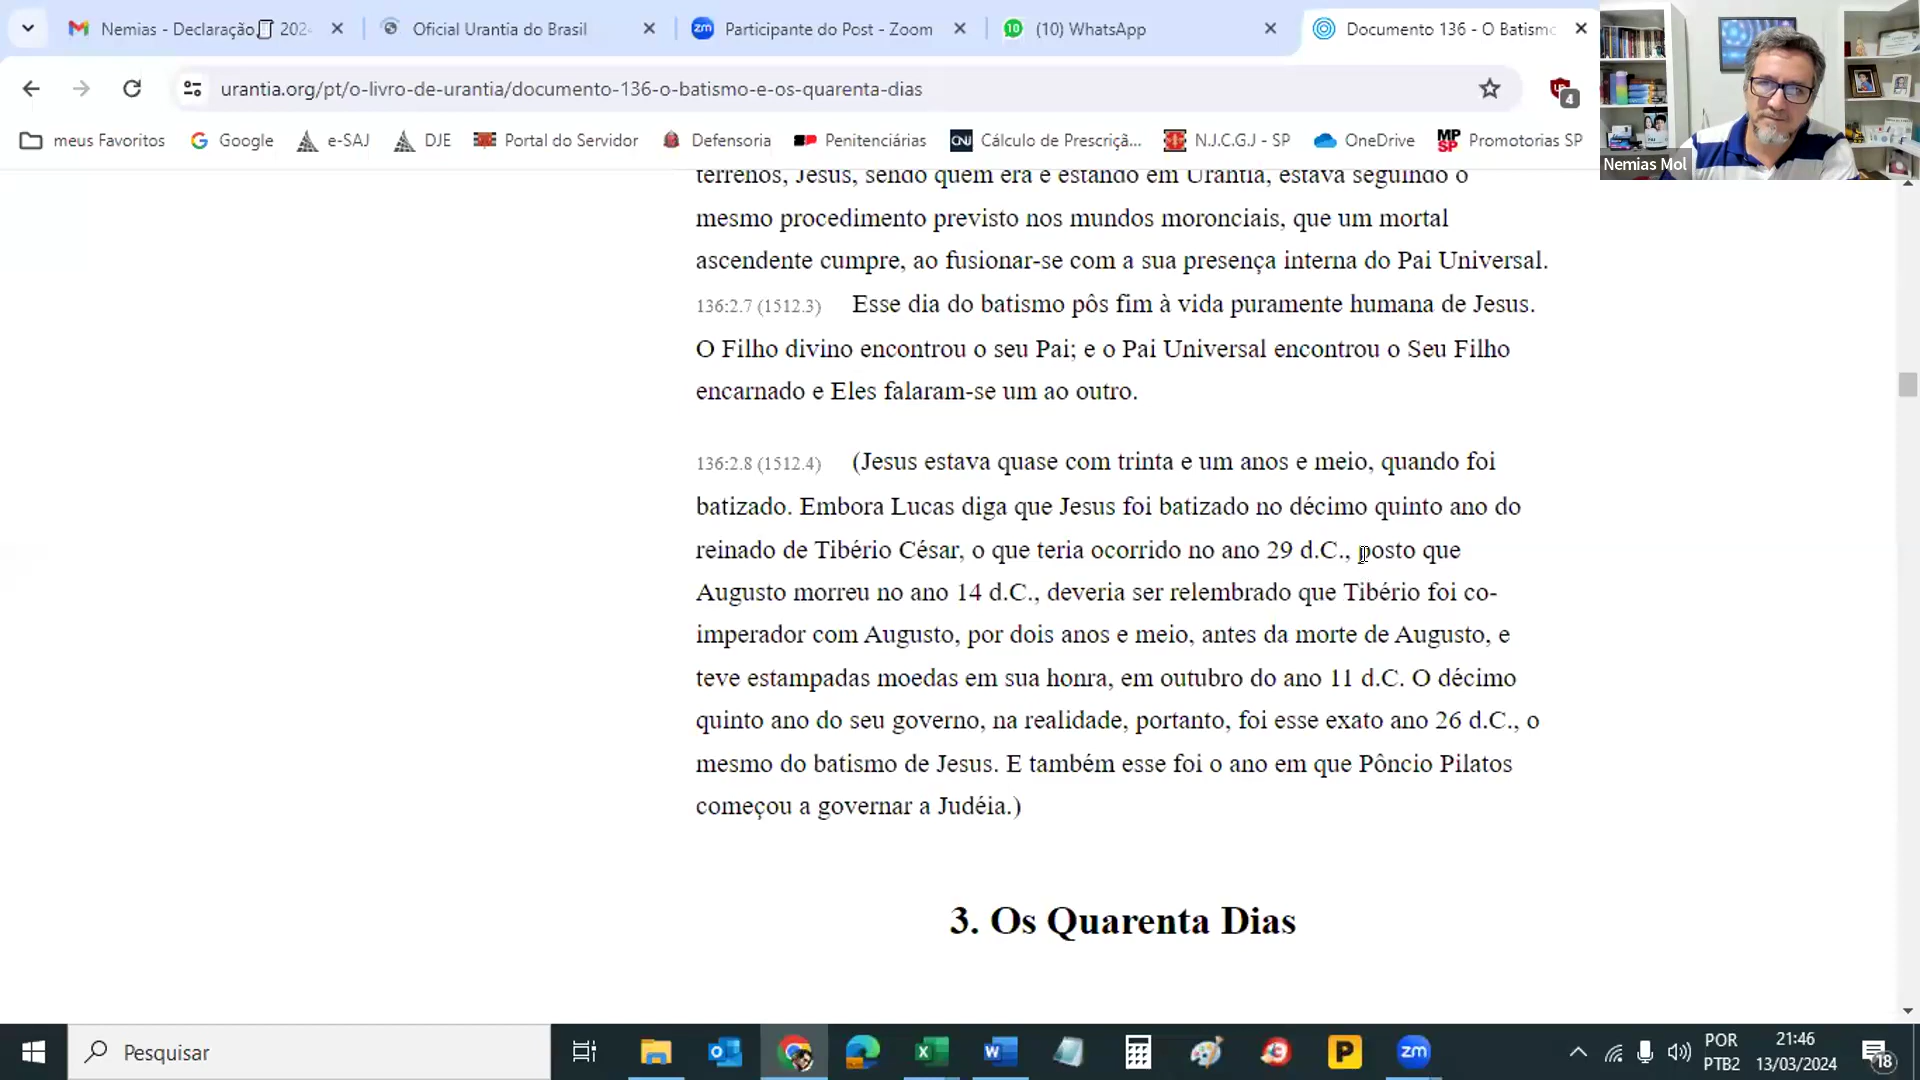 Nemias - Declaração 202
Oficial Urantia do Brasil
Participante do Post - Zoom
10
(10) WhatsApp
Documento 136 - O Batismo
urantia.org/pt/o-livro-de-urantia/documento-136-o-batismo-e-os-quarenta-dias
4
meus Favoritos
Google
e-SAJ
DJE
Portal do Servidor
Defensoria
Penitenciárias
CNJ
Cálculo de Prescriçã...
N.J.C.G.J - SP
OneDrive
MP SP
Promotorias SP
Nemias Mol
terrenos, Jesus, sendo quem era e estando em Urantia, estava seguindo o
mesmo procedimento previsto nos mundos moronciais, que um mortal
ascendente cumpre, ao fusionar-se com a sua presença interna do Pai Universal.
136:2.7 (1512.3) Esse dia do batismo pôs fim à vida puramente humana de Jesus.
O Filho divino encontrou o seu Pai; e o Pai Universal encontrou o Seu Filho
encarnado e Eles falaram-se um ao outro.
136:2.8 (1512.4) (Jesus estava quase com trinta e um anos e meio, quando foi
batizado. Embora Lucas diga que Jesus foi batizado no décimo quinto ano do
reinado de Tibério César, o que teria ocorrido no ano 29 d.C., posto que
Augusto morreu no ano 14 d.C., deveria ser relembrado que Tibério foi co-
imperador com Augusto, por dois anos e meio, antes da morte de Augusto, e
teve estampadas moedas em sua honra, em outubro do ano 11 d.C. O décimo
quinto ano do seu governo, na realidade, portanto, foi esse exato ano 26 d.C., o
mesmo do batismo de Jesus. E também esse foi o ano em que Pôncio Pilatos
começou a governar a Judéia.)
3. Os Quarenta Dias
Pesquisar
zm
POR
PTB2
21:46
13/03/2024
18